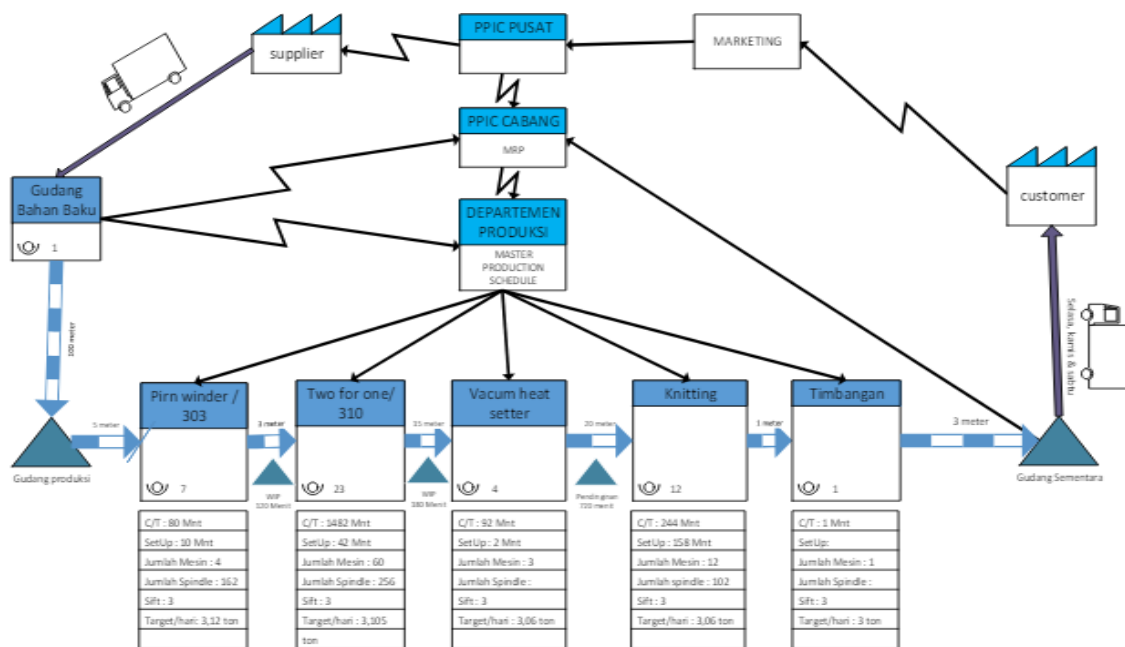 PPIC PUSAT
supplier
MARKETING
PPIC CABANG
MRP
Gudang
Bahan Baku
1
customer
DEPARTEMEN
PRODUKSI
MASTER
PRODUCTION
SCHEDULE
100 meter
Selasa, kamis & sabtu
Pirn winder /
303
7
Two for one/
310
23
Vacum heat
setter
4
Knitting
12
Timbangan
1
5 meter
3 meter
15 meter
20 meter
1 meter
3 meter
Gudang produksi
WIP
120 Menit
WIP
180 Menit
Pendingnan
720 menit
Gudang Sementara
C/T : 80 Mnt
SetUp : 10 Mnt
Jumlah Mesin : 4
Jumlah Spindle : 162
Sift : 3
Target/hari : 3,12 ton
C/T : 1482 Mnt
SetUp : 42 Mnt
Jumlah Mesin : 60
Jumlah Spindle : 256
Sift : 3
Target/hari : 3,105
ton
C/T : 92 Mnt
SetUp : 2 Mnt
Jumlah Mesin : 3
Jumlah Spindle :
Sift : 3
Target/hari : 3,06 ton
C/T : 244 Mnt
SetUp : 158 Mnt
Jumlah Mesin : 12
Jumlah spindle : 102
Sift : 3
Target/hari : 3,06 ton
C/T : 1 Mnt
SetUp:
Jumlah Mesin : 1
Jumlah Spindle :
Sift : 3
Target/hari : 3 ton